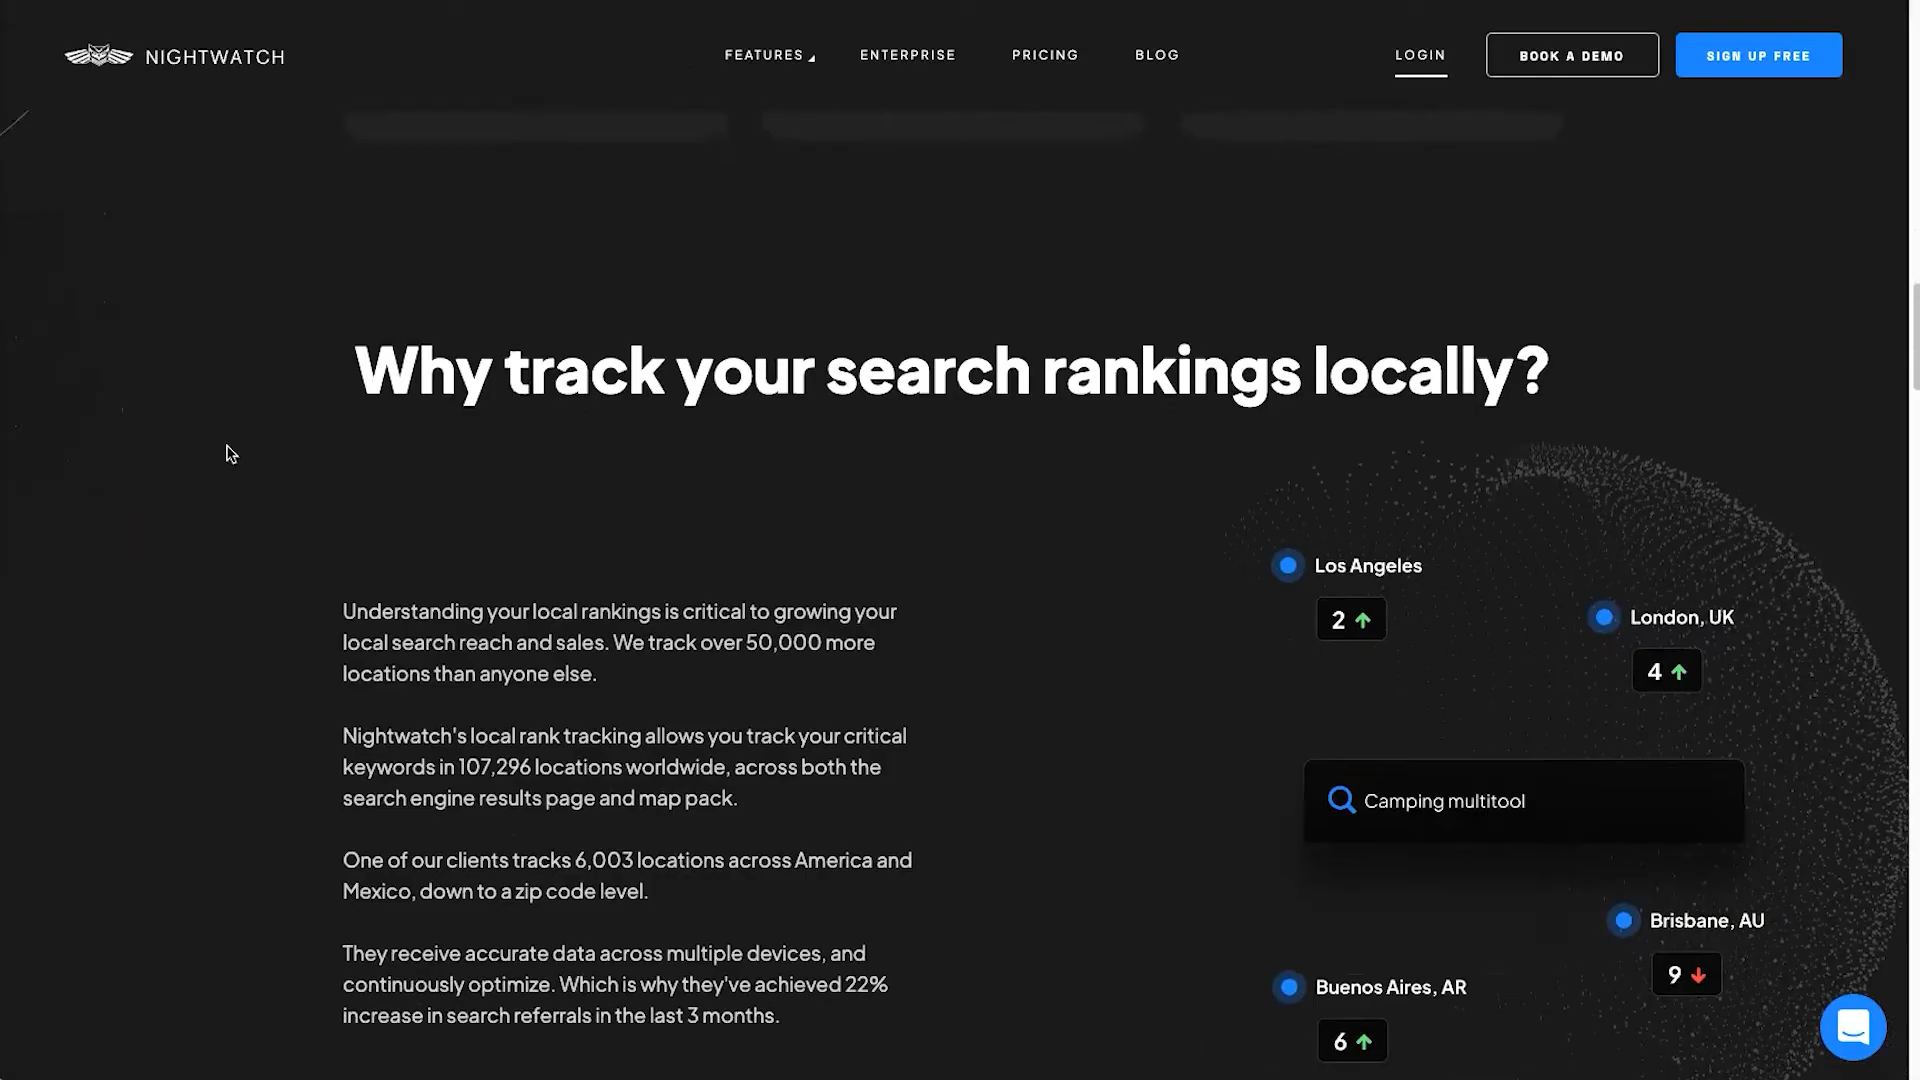 NIGHTWATCH
FEATURES
ENTERPRISE
PRICING
BLOG
LOGIN
BOOK A DEMO
SIGN UP FREE
Why track your search rankings locally?
Understanding your local rankings is critical to growing your
local search reach and sales. We track over 50,000 more
locations than anyone else.
Nightwatch's local rank tracking allows you track your critical
keywords in 107,296 locations worldwide, across both the
search engine results page and map pack.
One of our clients tracks 6,003 locations across America and
Mexico, down to a zip code level.
They receive accurate data across multiple devices, and
continuously optimize. Which is why they've achieved 22%
increase in search referrals in the last 3 months.
Los Angeles
2
London, UK
4
Camping multitool
Brisbane, AU
9
Buenos Aires, AR
6